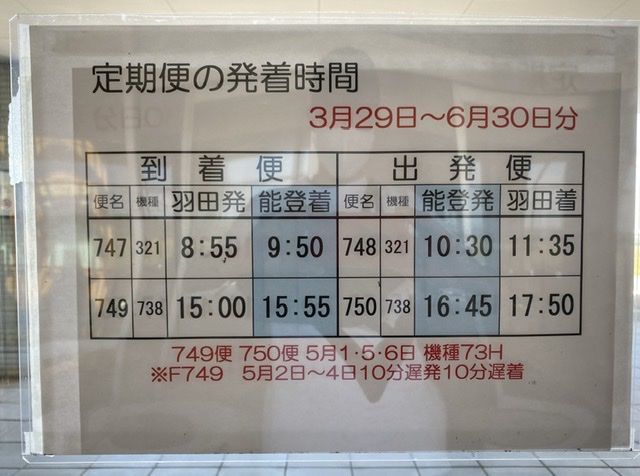 定期便の発着時間
3月29日～6月30日分
到着便 出発便
便名 機種 羽田発 能登着 便名 機種 能登発 羽田着
747 321 8:55 9:50 748 321 10:30 11:35
749 738 15:00 15:55 750 738 16:45 17:50
749便 750便 5月1・5・6日 機種73H
※F749 5月2日～4日10分遅発10分遅着